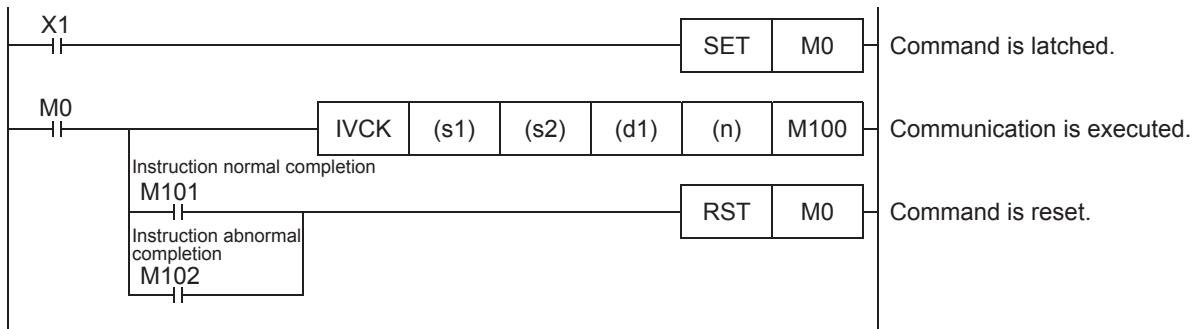 X1
SET M0 Command is latched.
M0
IVCK (s1) (s2) (d1) (n) M100 Communication is executed.
Instruction normal completion
M101
RST M0 Command is reset.
Instruction abnormal
completion
M102